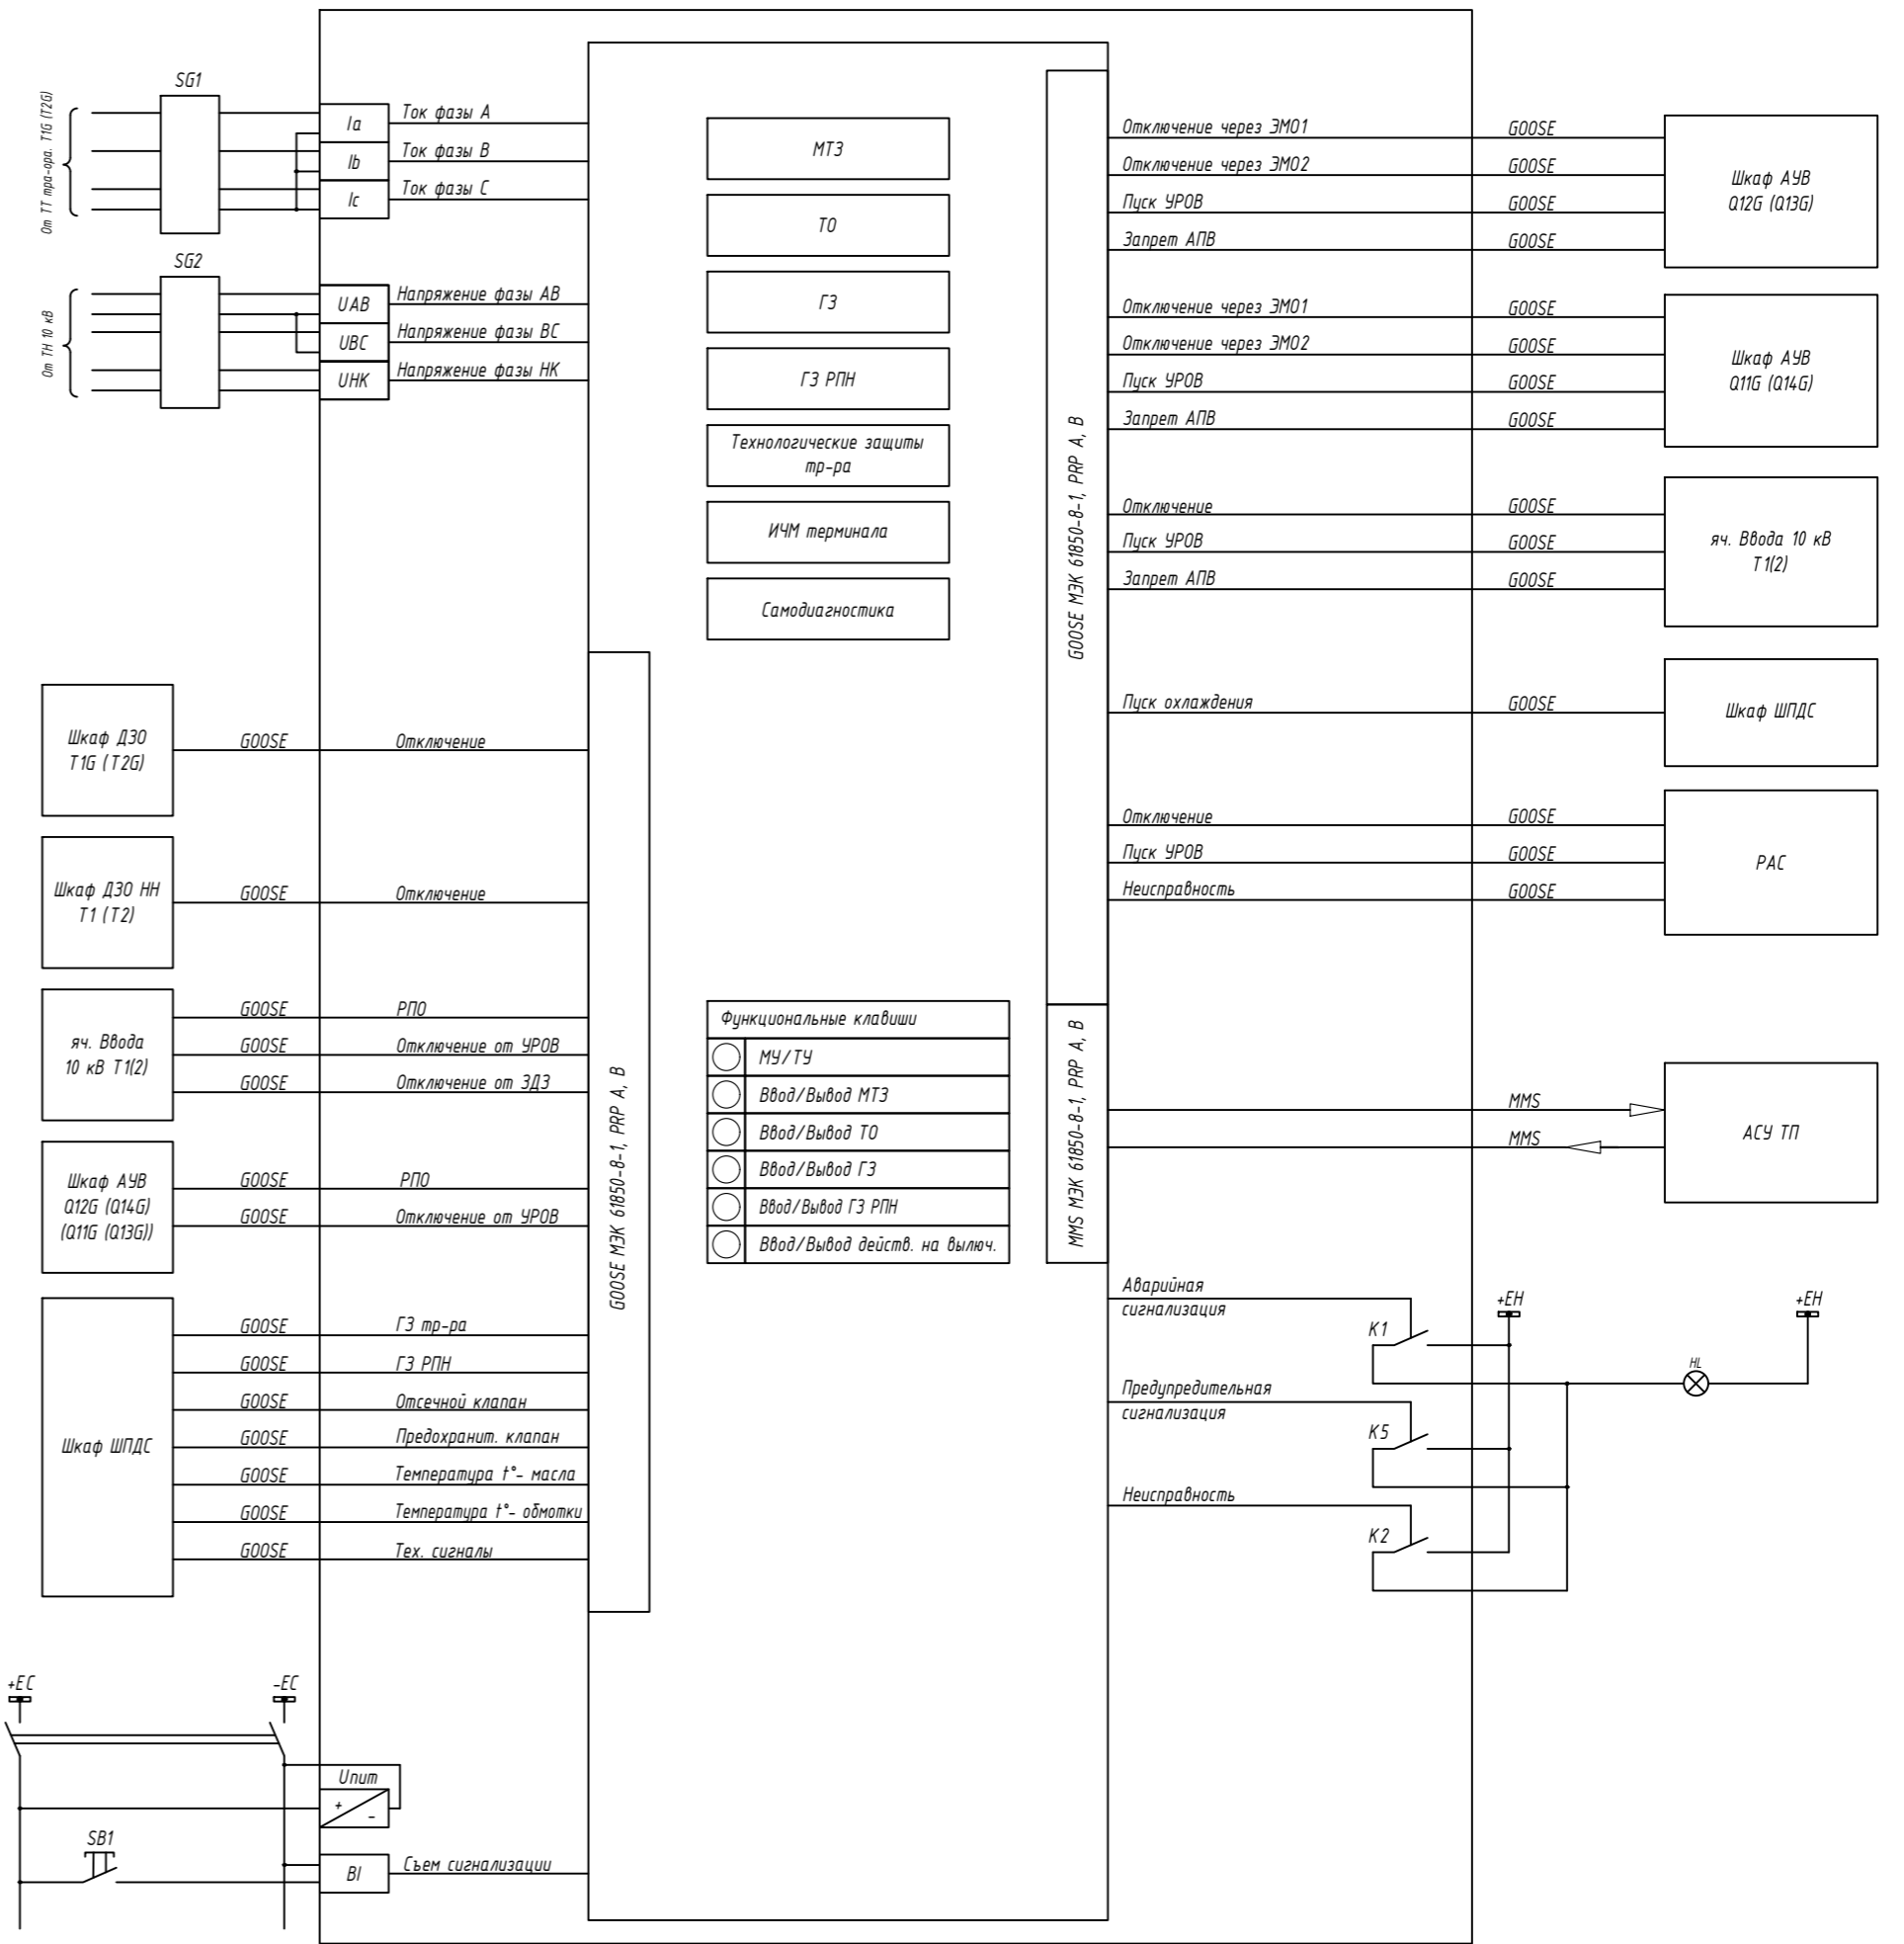 SG1
От ТТ тра-ора. T1G (T2G)
Ia
Ток фазы А
Ib
Ток фазы В
Ic
Ток фазы С
SG2
От ТН 10 кВ
UAB
Напряжение фазы АВ
UBC
Напряжение фазы ВС
UНК
Напряжение фазы НК
МТЗ
ТО
ГЗ
ГЗ РПН
Технологические защиты
тр-ра
ИЧМ терминала
Самодиагностика
GOOSE МЭК 61850-8-1, PRP A, B
Отключение через ЭМО1
GOOSE
Отключение через ЭМО2
GOOSE
Пуск УРОВ
GOOSE
Запрет АПВ
GOOSE
Шкаф АУВ
Q12G (Q13G)
Отключение через ЭМО1
GOOSE
Отключение через ЭМО2
GOOSE
Пуск УРОВ
GOOSE
Запрет АПВ
GOOSE
Шкаф АУВ
Q11G (Q14G)
Отключение
GOOSE
Пуск УРОВ
GOOSE
Запрет АПВ
GOOSE
яч. Ввода 10 кВ
Т1(2)
Пуск охлаждения
GOOSE
Шкаф ШПДС
Отключение
GOOSE
Пуск УРОВ
GOOSE
Неисправность
GOOSE
РАС
Шкаф ДЗО
T1G (T2G)
GOOSE
Отключение
Шкаф ДЗО НН
Т1 (Т2)
GOOSE
Отключение
яч. Ввода
10 кВ Т1(2)
GOOSE
РПО
GOOSE
Отключение от УРОВ
GOOSE
Отключение от ЗДЗ
Шкаф АУВ
Q12G (Q14G)
(Q11G (Q13G))
GOOSE
РПО
GOOSE
Отключение от УРОВ
Шкаф ШПДС
GOOSE
ГЗ тр-ра
GOOSE
ГЗ РПН
GOOSE
Отсечной клапан
GOOSE
Предохранит. клапан
GOOSE
Температура t°- масла
GOOSE
Температура t°- обмотки
GOOSE
Тех. сигналы
GOOSE МЭК 61850-8-1, PRP A, B
Функциональные клавиши
МУ/ТУ
Ввод/Вывод МТЗ
Ввод/Вывод ТО
Ввод/Вывод ГЗ
Ввод/Вывод ГЗ РПН
Ввод/Вывод действ. на вылюч.
MMS МЭК 61850-8-1, PRP A, B
MMS
MMS
АСУ ТП
Аварийная
сигнализация
K1
+EH
+EH
HL
Предупредительная
сигнализация
K5
Неисправность
K2
+EC
-EC
Uпит
+
-
SB1
BI
Съем сигнализации